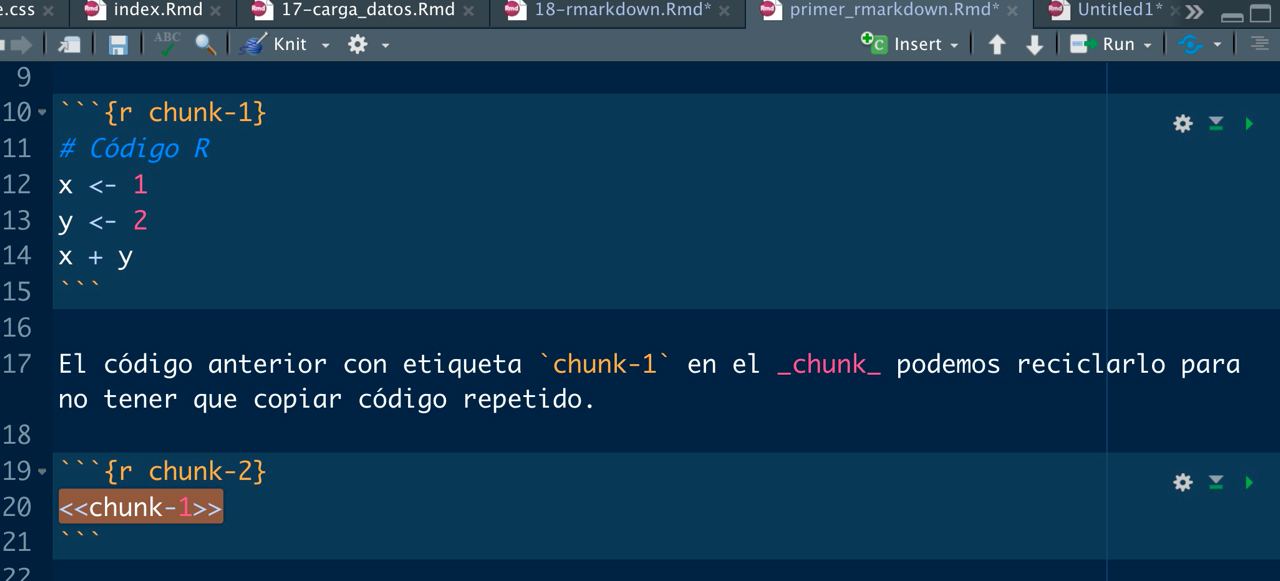 e.css index.Rmd 17-carga_datos.Rmd 18-rmarkdown.Rmd* primer_rmarkdown.Rmd* Untitled1*
ABC Knit Insert Run
9
10 ```{r chunk-1}
11 # Código R
12 x <- 1
13 y <- 2
14 x + y
15 ```
16
17 El código anterior con etiqueta `chunk-1` en el _chunk_ podemos reciclarlo para
no tener que copiar código repetido.
18
19 ```{r chunk-2}
20 <<chunk-1>>
21 ```
22